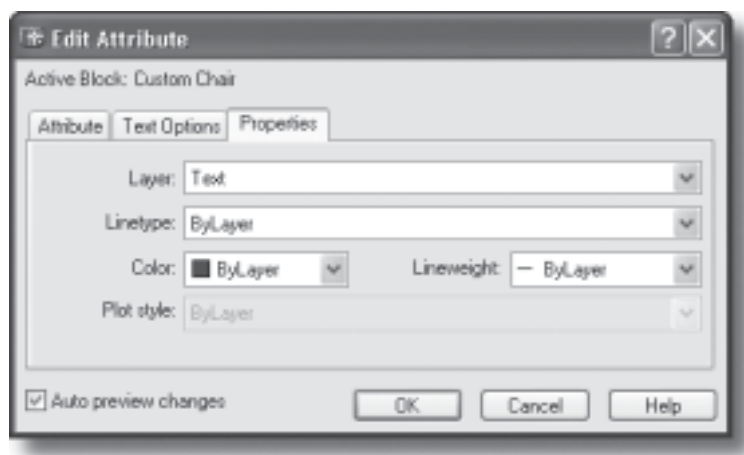 Edit Attribute
Active Block: Custom Chair
Attribute Text Options Properties
Layer: Text
Linetype: ByLayer
Color: ByLayer Lineweight: ByLayer
Plot style: ByLayer
Auto preview changes OK Cancel Help